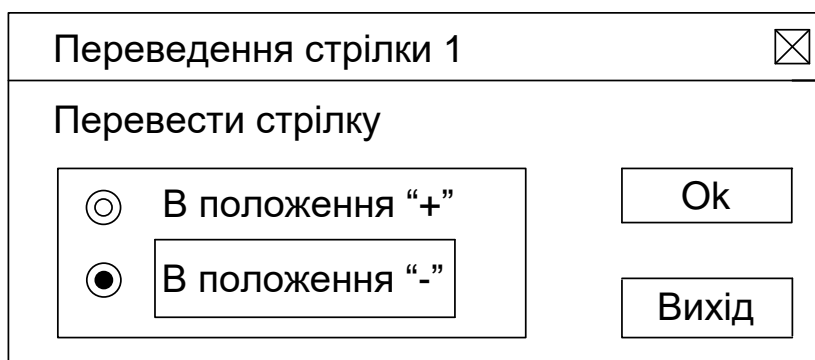 Переведення стрілки 1
Перевести стрілку
В положення “+”
В положення “-”
Ok
Вихід